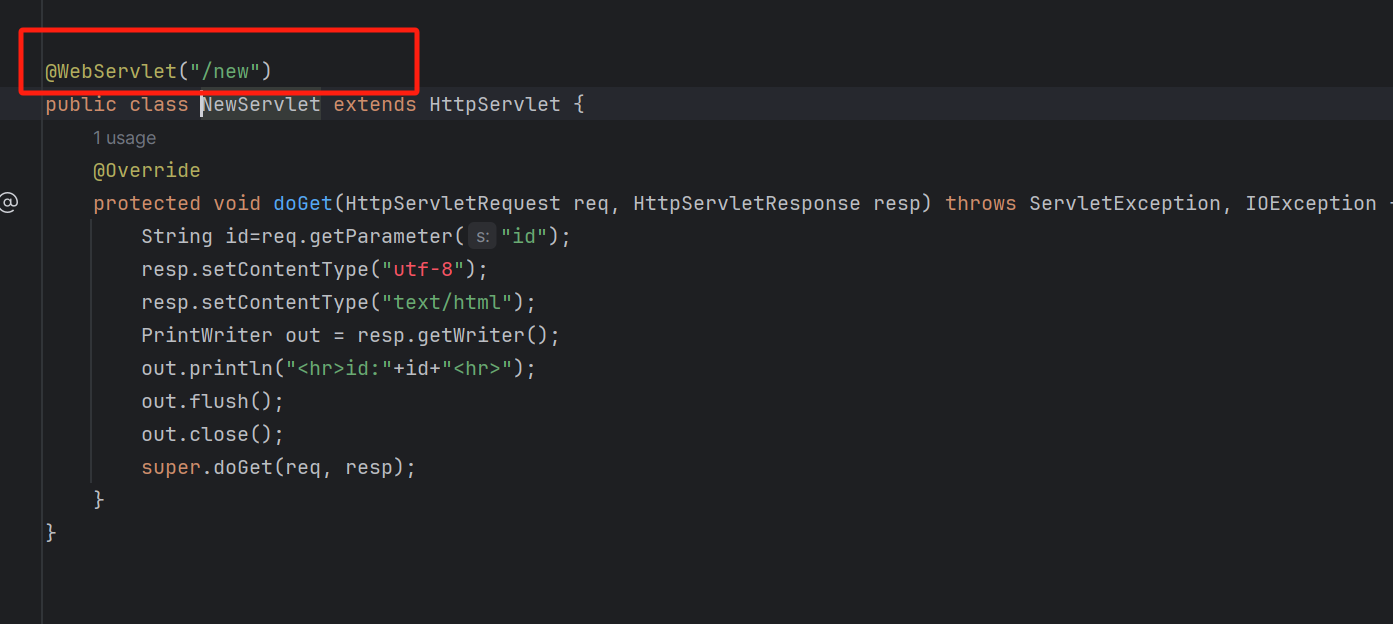 @WebServlet("/new")
public class NewServlet extends HttpServlet {
1 usage
@Override
@
protected void doGet(HttpServletRequest req, HttpServletResponse resp) throws ServletException, IOException
String id=req.getParameter( s: "id");
resp.setContentType("utf-8");
resp.setContentType("text/html");
PrintWriter out = resp.getWriter();
out.println("<hr>id:"+id+"<hr>");
out.flush();
out.close();
super.doGet(req, resp);
}
}